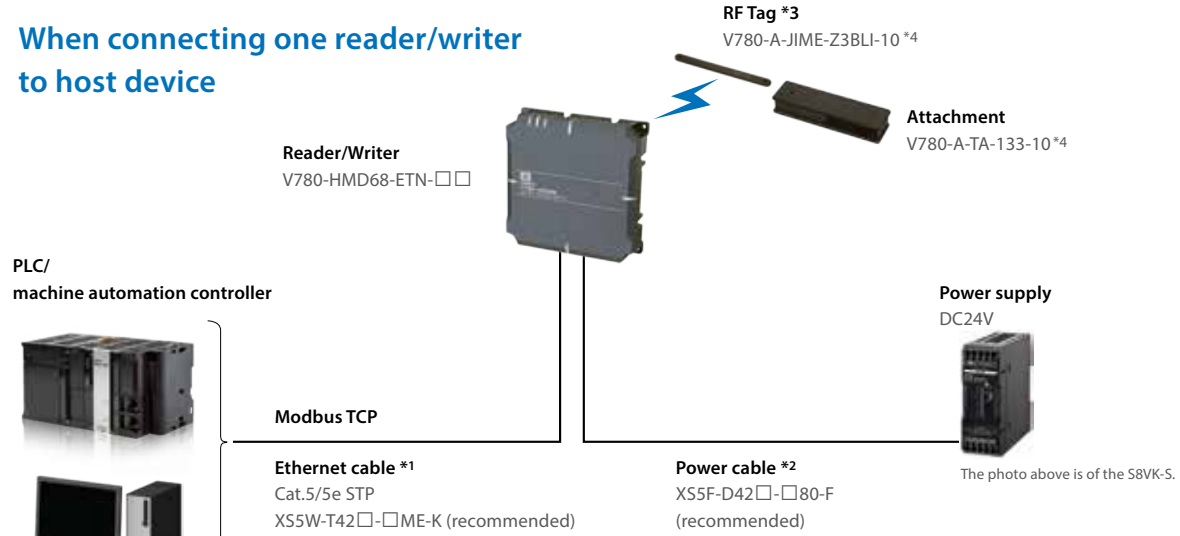 When connecting one reader/writer
to host device
RF Tag *3
V780-A-JIME-Z3BLI-10 *4
Attachment
V780-A-TA-133-10 *4
Reader/Writer
V780-HMD68-ETN-□□
PLC/
machine automation controller
Power supply
DC24V
Modbus TCP
Ethernet cable *1
Cat.5/5e STP
XS5W-T42□-□ME-K (recommended)
Power cable *2
XS5F-D42□-□80-F
(recommended)
The photo above is of the S8VK-S.